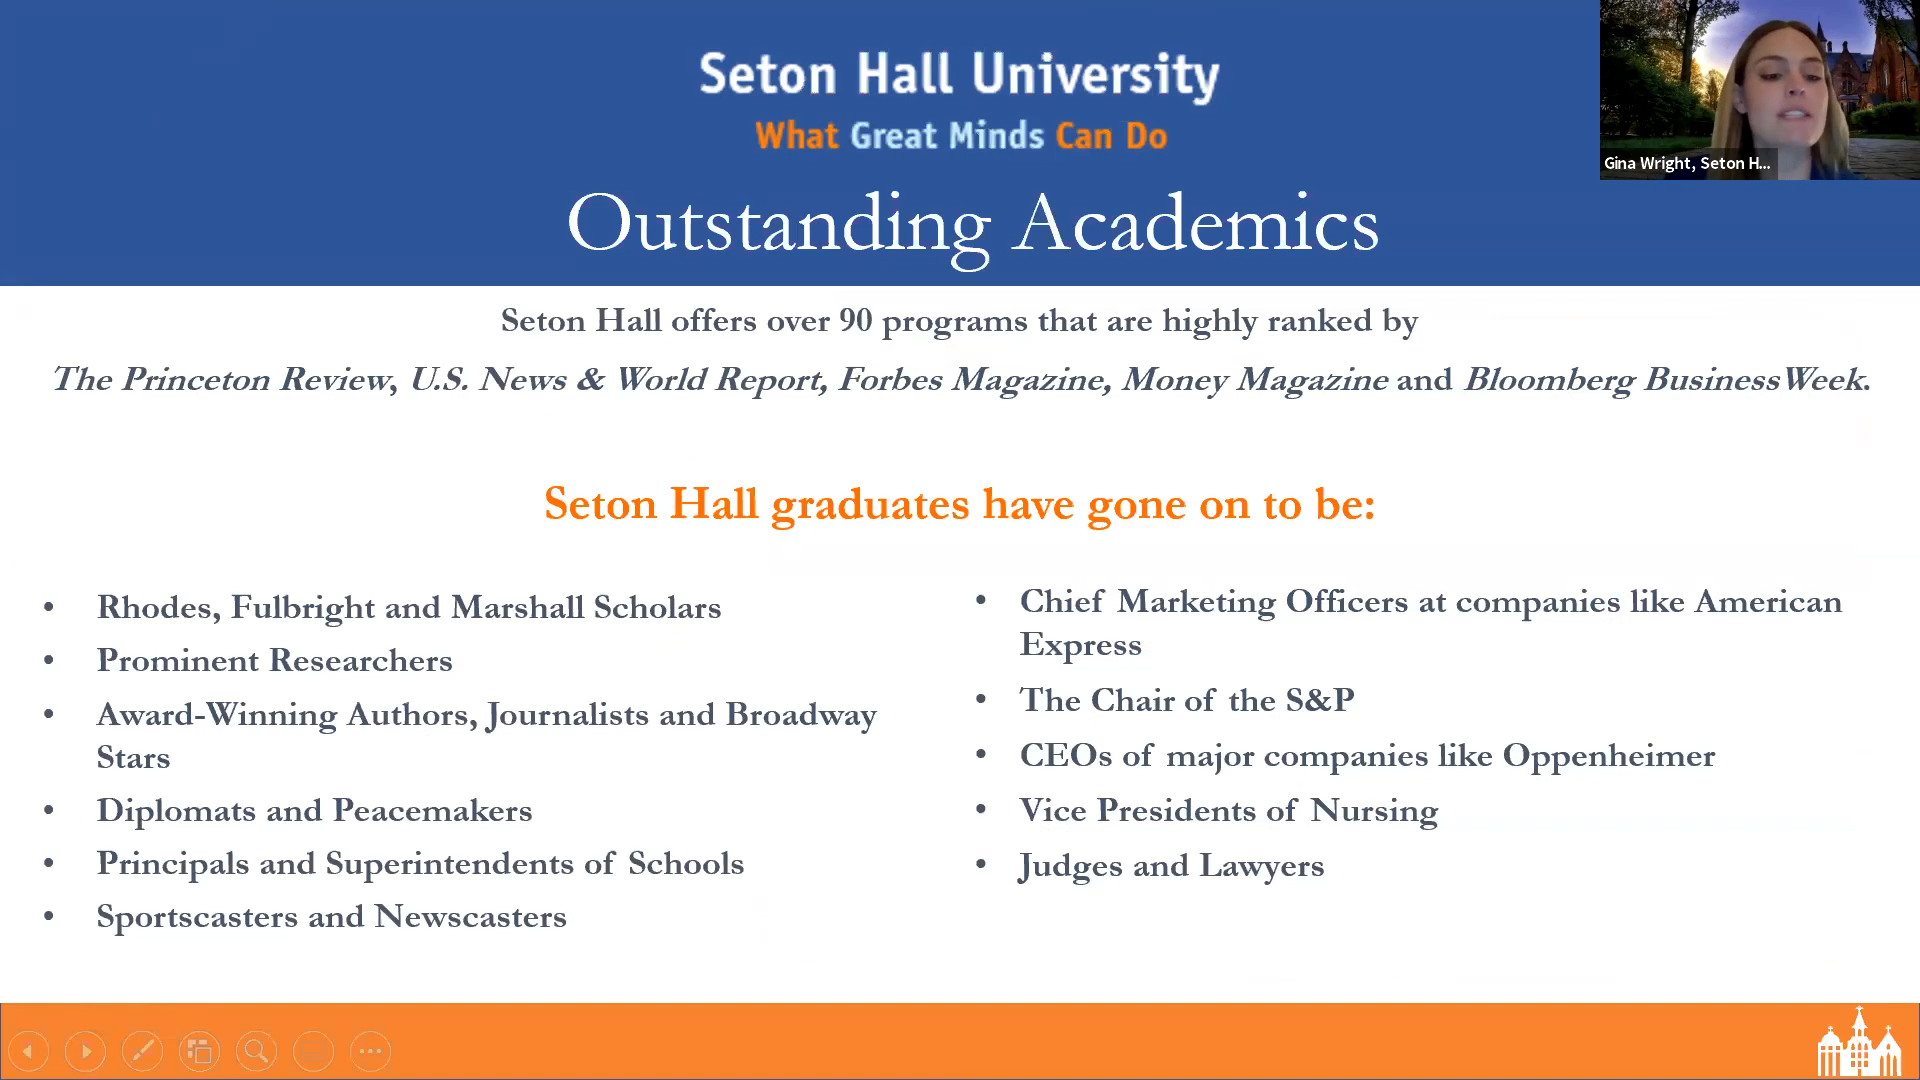 Seton Hall University
What Great Minds Can Do
Gina Wright, Seton H...
Outstanding Academics
Seton Hall offers over 90 programs that are highly ranked by
The Princeton Review, U.S. News & World Report, Forbes Magazine, Money Magazine and Bloomberg BusinessWeek.
Seton Hall graduates have gone on to be:
• Rhodes, Fulbright and Marshall Scholars
• Prominent Researchers
• Award-Winning Authors, Journalists and Broadway
Stars
• Diplomats and Peacemakers
• Principals and Superintendents of Schools
• Sportscasters and Newscasters
• Chief Marketing Officers at companies like American
Express
• The Chair of the S&P
• CEOs of major companies like Oppenheimer
• Vice Presidents of Nursing
• Judges and Lawyers